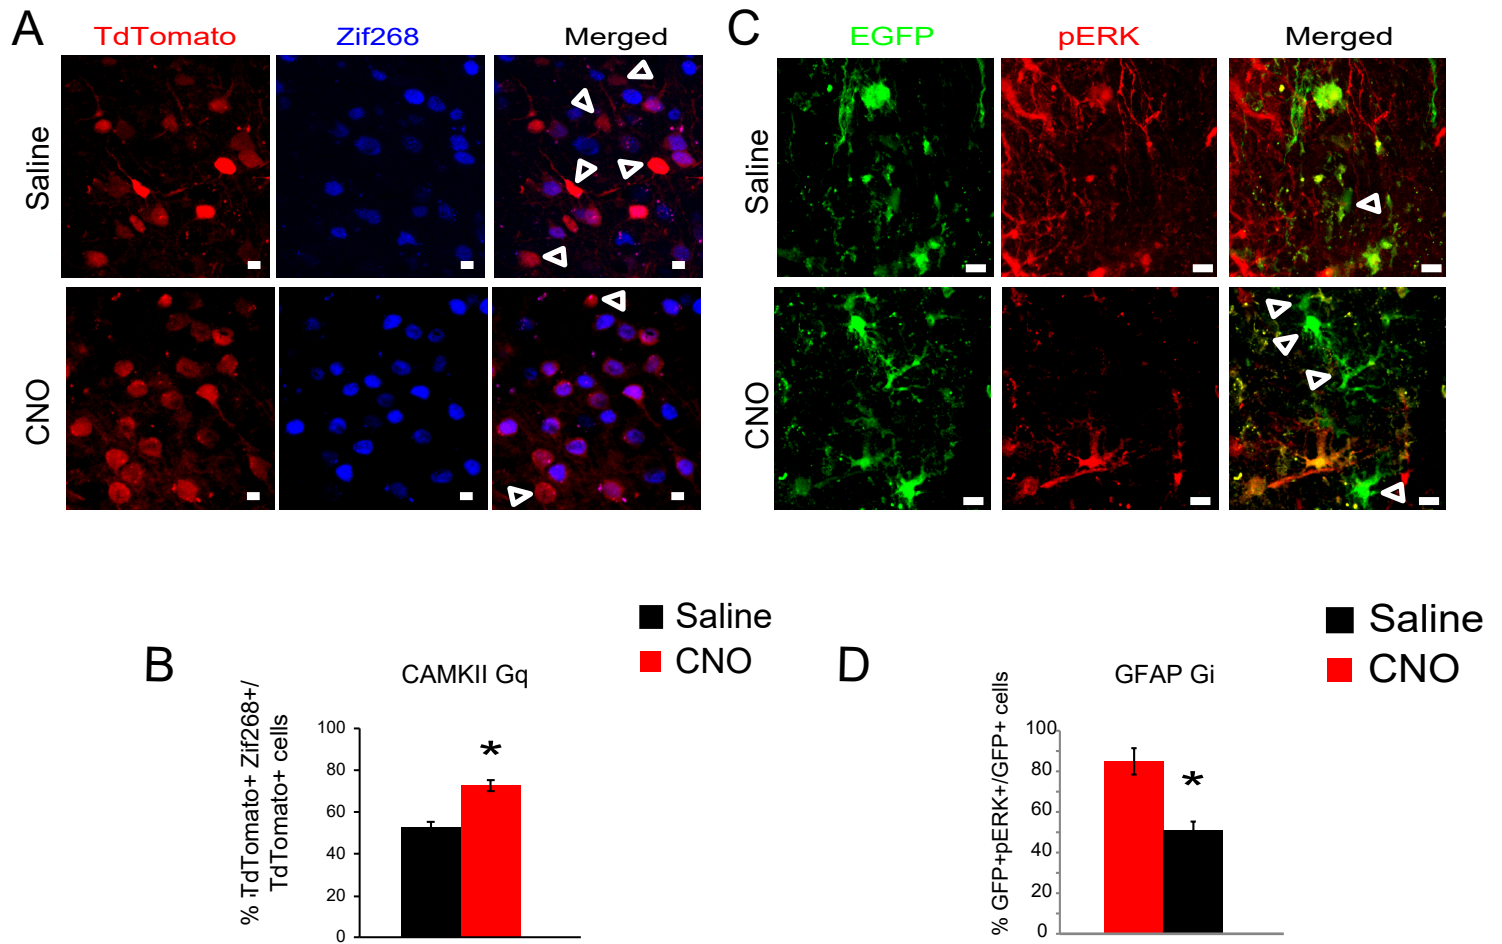 A
TdTomato
Zif268
Merged
Saline
CNO
C
EGFP
pERK
Merged
Saline
CNO
B
Saline
CNO
CAMKII Gq
% TdTomato+ Zif268+/
TdTomato+ cells
100
80
60
40
20
0
*
D
Saline
CNO
GFAP Gi
% GFP+pERK+/GFP+ cells
100
80
60
40
20
0
*